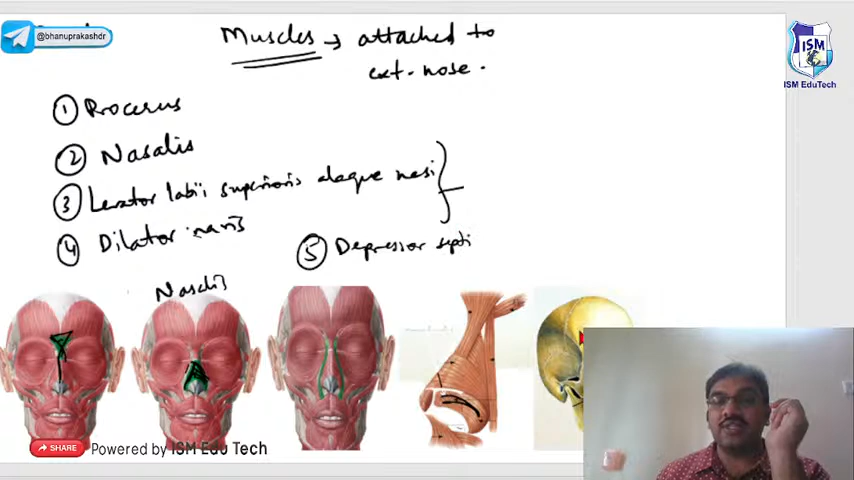 @bhanuprakashdr
Muscles → attached to
ext. nose.
ISM
ISM EduTech
① Procerus
② Nasalis
③ Levator labii superioris alaeque nasi
④ Dilator naris
⑤ Depressor septi
Nasalis
SHARE
Powered by ISM Edu Tech